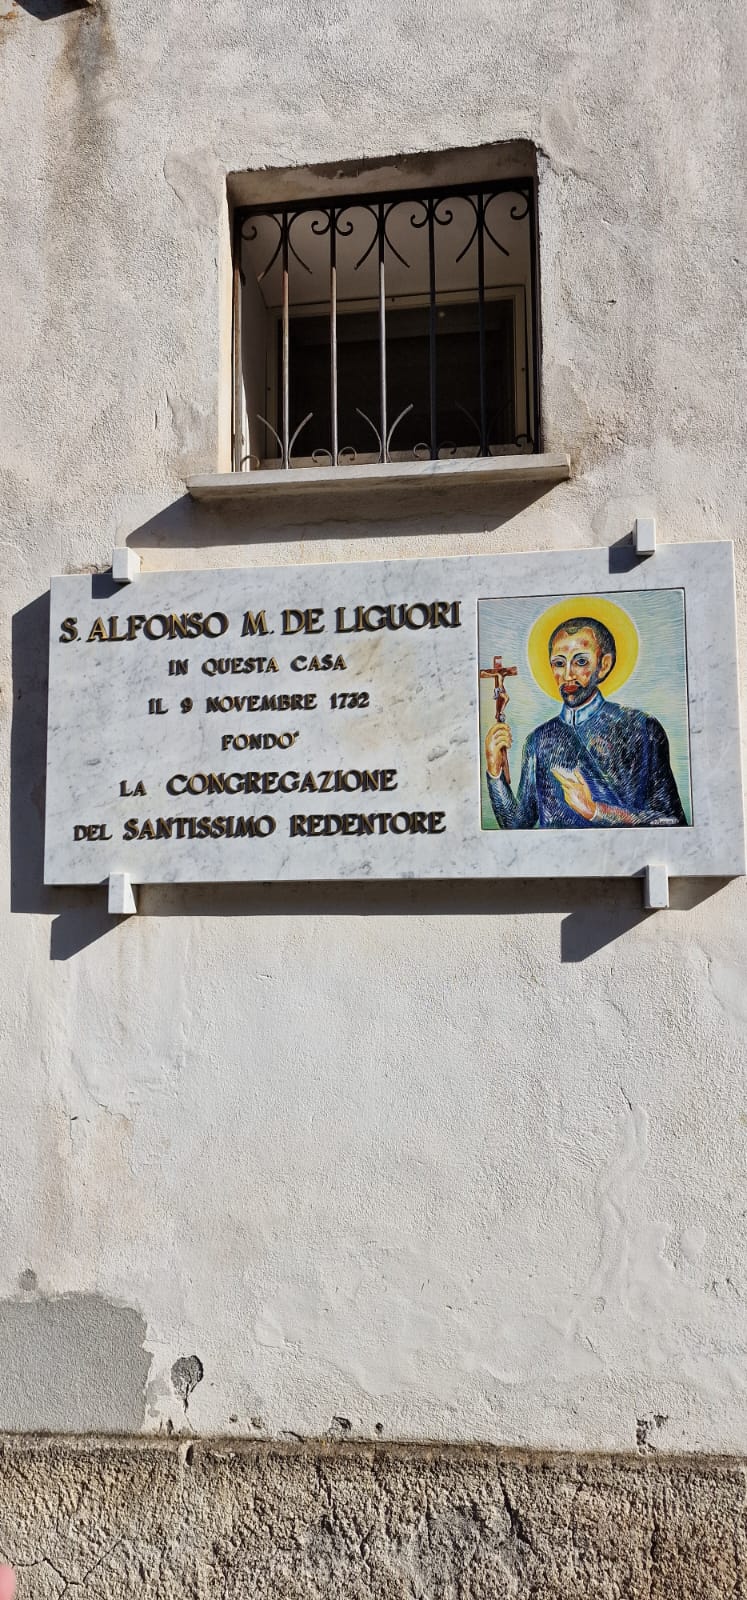 S. ALFONSO M. DE LIGUORI
IN QUESTA CASA
IL 9 NOVEMBRE 1732
FONDO'
LA CONGREGAZIONE
DEL SANTISSIMO REDENTORE